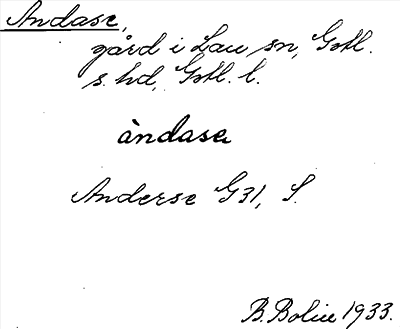 Andase,
gård i Lau sn, Gotl.
s. hd, Gotl. l.
àndase
Anderse G31, S.
B. Bolin 1933.